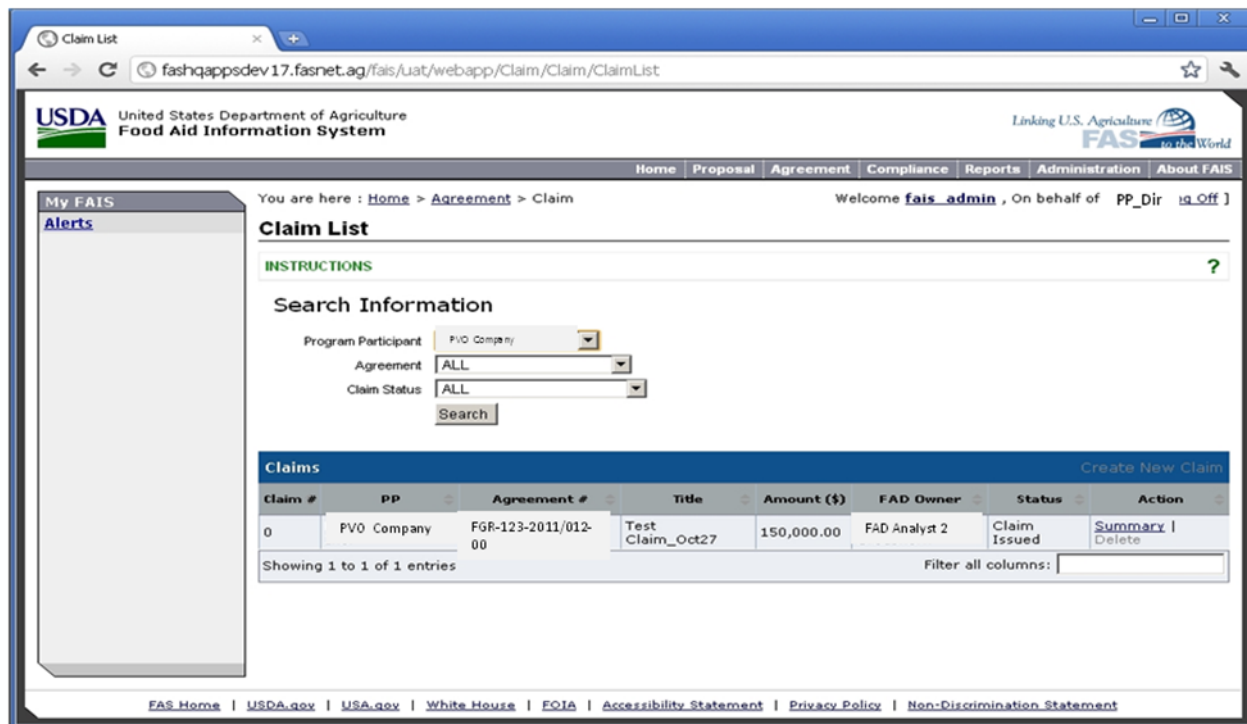 Claim List
fashqappsdev17.fasnet.ag/fais/uat/webapp/Claim/Claim/ClaimList
USDA United States Department of Agriculture
Food Aid Information System
Linking U.S. Agriculture
FAS to the World
Home Proposal Agreement Compliance Reports Administration About FAIS
My FAIS
Alerts
You are here : Home > Agreement > Claim
Welcome fais_admin , On behalf of PP_Dir Off ]
Claim List
INSTRUCTIONS ?
Search Information
Program Participant PVO Company
Agreement ALL
Claim Status ALL
Search
Claims Create New Claim
Claim # PP Agreement # Title Amount ($) FAD Owner Status Action
0 PVO Company FGR-123-2011/012-00 Test Claim_Oct27 150,000.00 FAD Analyst 2 Claim Issued Summary | Delete
Showing 1 to 1 of 1 entries Filter all columns:
FAS Home | USDA.gov | USA.gov | White House | FOIA | Accessibility Statement | Privacy Policy | Non-Discrimination Statement